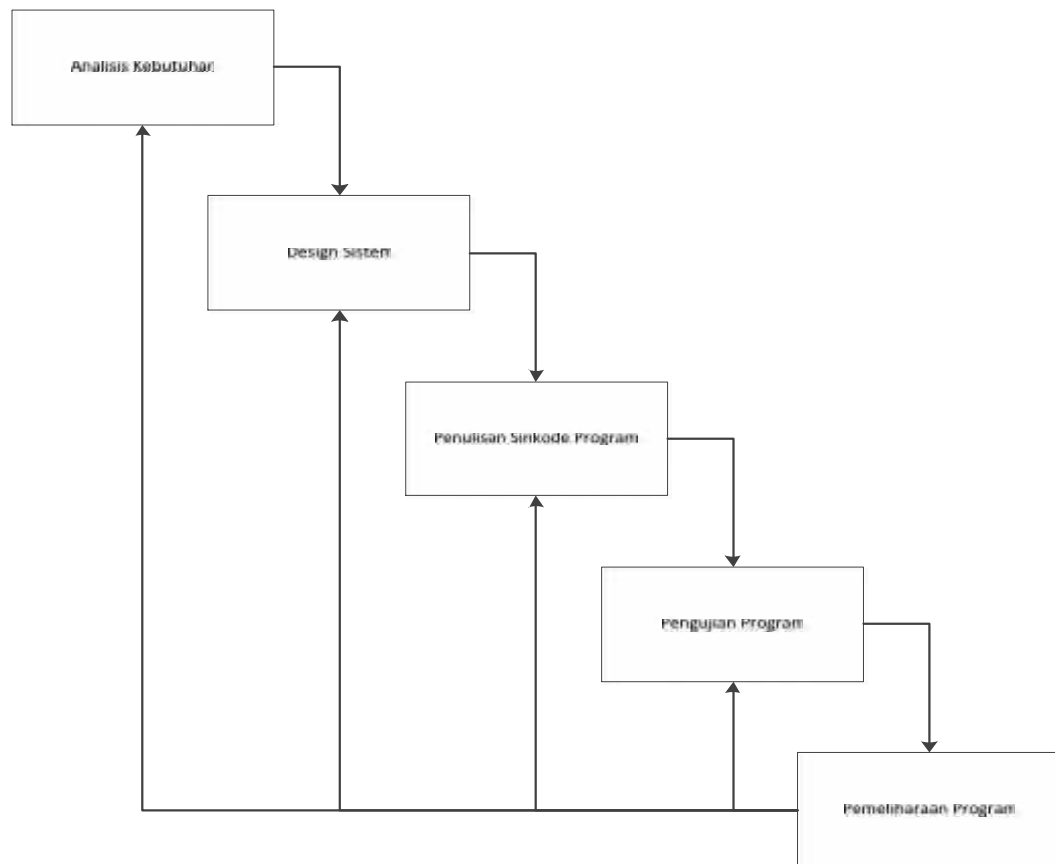 Analisis Kebutuhan
Design Sistem
Penulisan Sinkode Program
Pengujian Program
Pemeliharaan Program